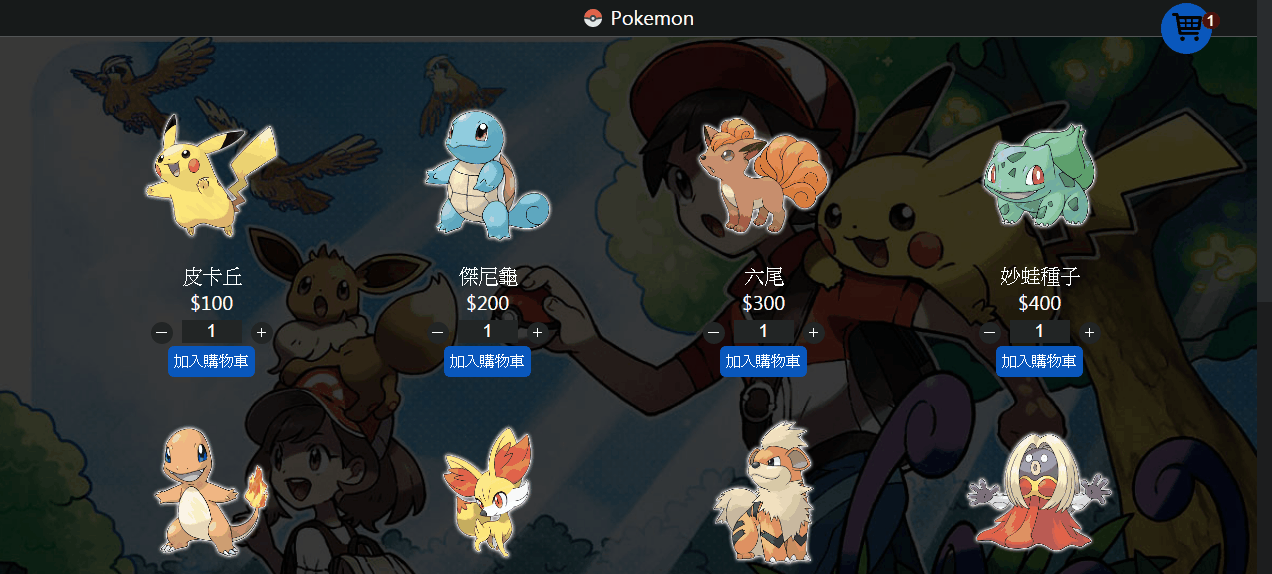 Pokemon
1
皮卡丘
$100
− 1 +
加入購物車
傑尼龜
$200
− 1 +
加入購物車
六尾
$300
− 1 +
加入購物車
妙蛙種子
$400
− 1 +
加入購物車